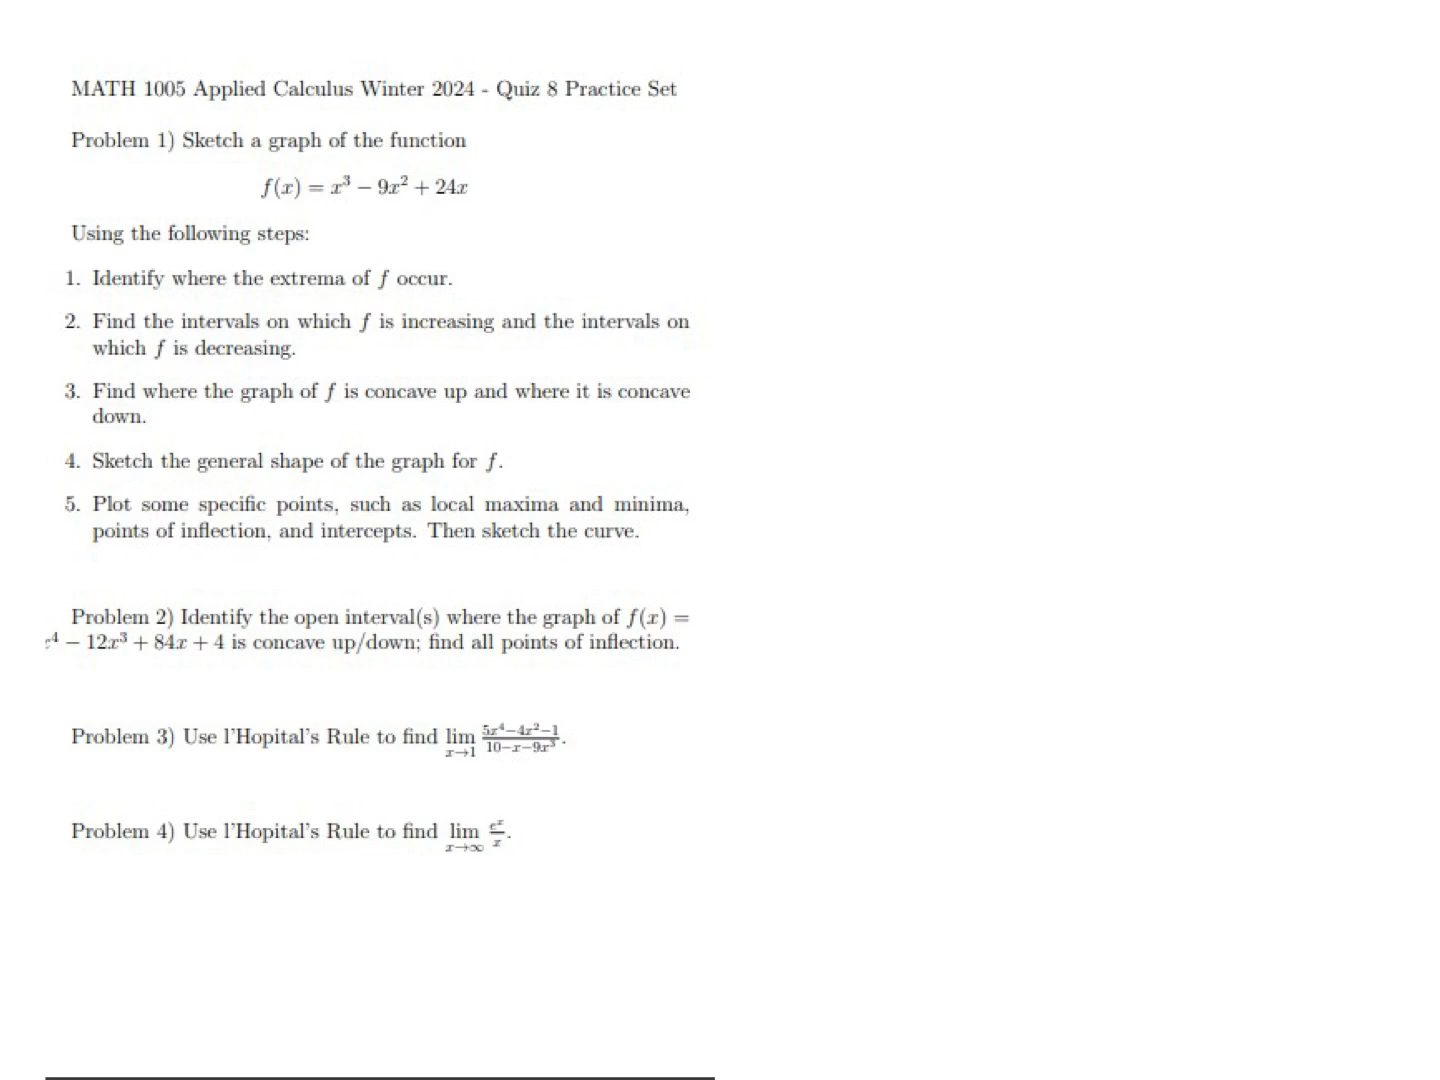 MATH 1005 Applied Calculus Winter 2024 - Quiz 8 Practice Set
Problem 1) Sketch a graph of the function
f(x) = x³ − 9x² + 24x
Using the following steps:
1. Identify where the extrema of f occur.
2. Find the intervals on which f is increasing and the intervals on
which f is decreasing.
3. Find where the graph of f is concave up and where it is concave
down.
4. Sketch the general shape of the graph for f.
5. Plot some specific points, such as local maxima and minima,
points of inflection, and intercepts. Then sketch the curve.
Problem 2) Identify the open interval(s) where the graph of f(x) =
x⁴ − 12x³ + 84x + 4 is concave up/down; find all points of inflection.
Problem 3) Use l'Hopital's Rule to find lim x→1 (5x⁴−4x²−1)/(10−x−9x³).
Problem 4) Use l'Hopital's Rule to find lim x→∞ eˣ/x.